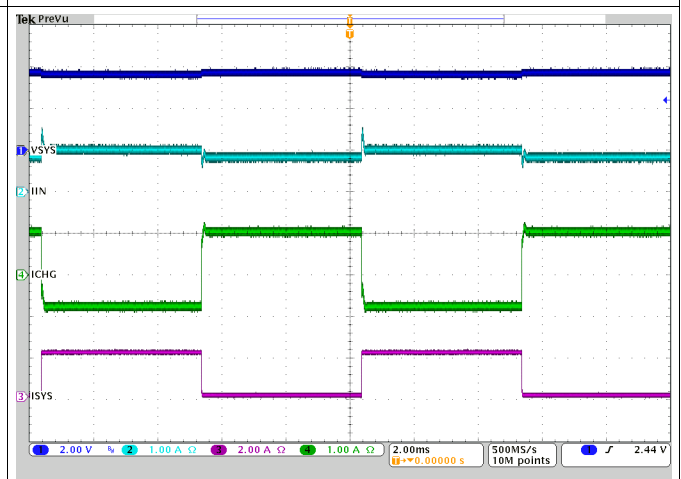 Tek PreVu
T
T
1 VSYS
2 IIN
4 ICHG
3 ISYS
1 2.00 V 2 1.00 A Ω 3 2.00 A Ω 4 1.00 A Ω
2.00ms
T→▼0.00000 s
500MS/s
10M points
1 2.44 V